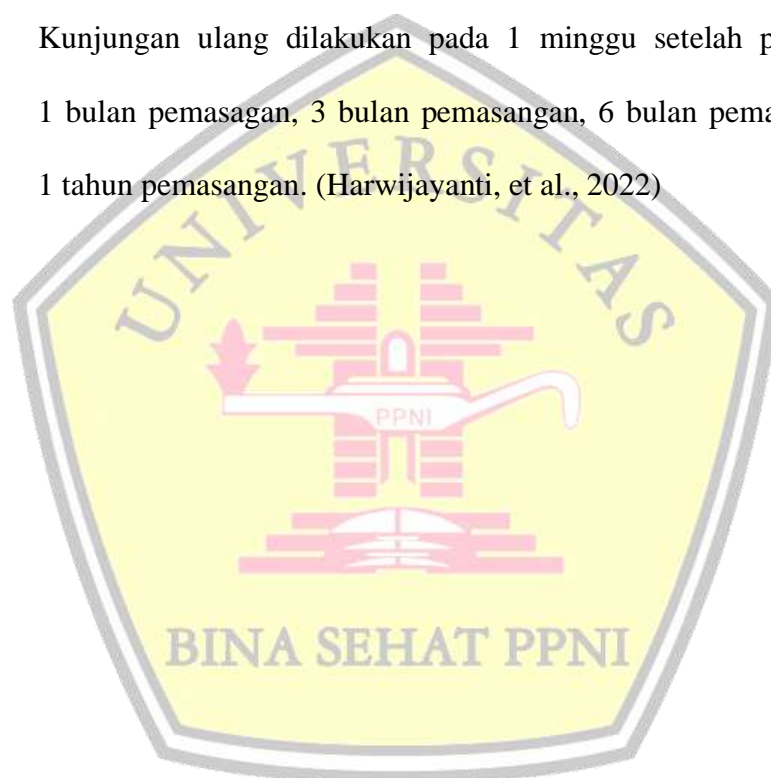 Kunjungan ulang dilakukan pada 1 minggu setelah
1 bulan pemasagan, 3 bulan pemasangan, 6 bulan
1 tahun pemasangan. (Harwijayanti, et al., 2022)
UNIVERSITAS
PPNI
BINA SEHAT PPNI